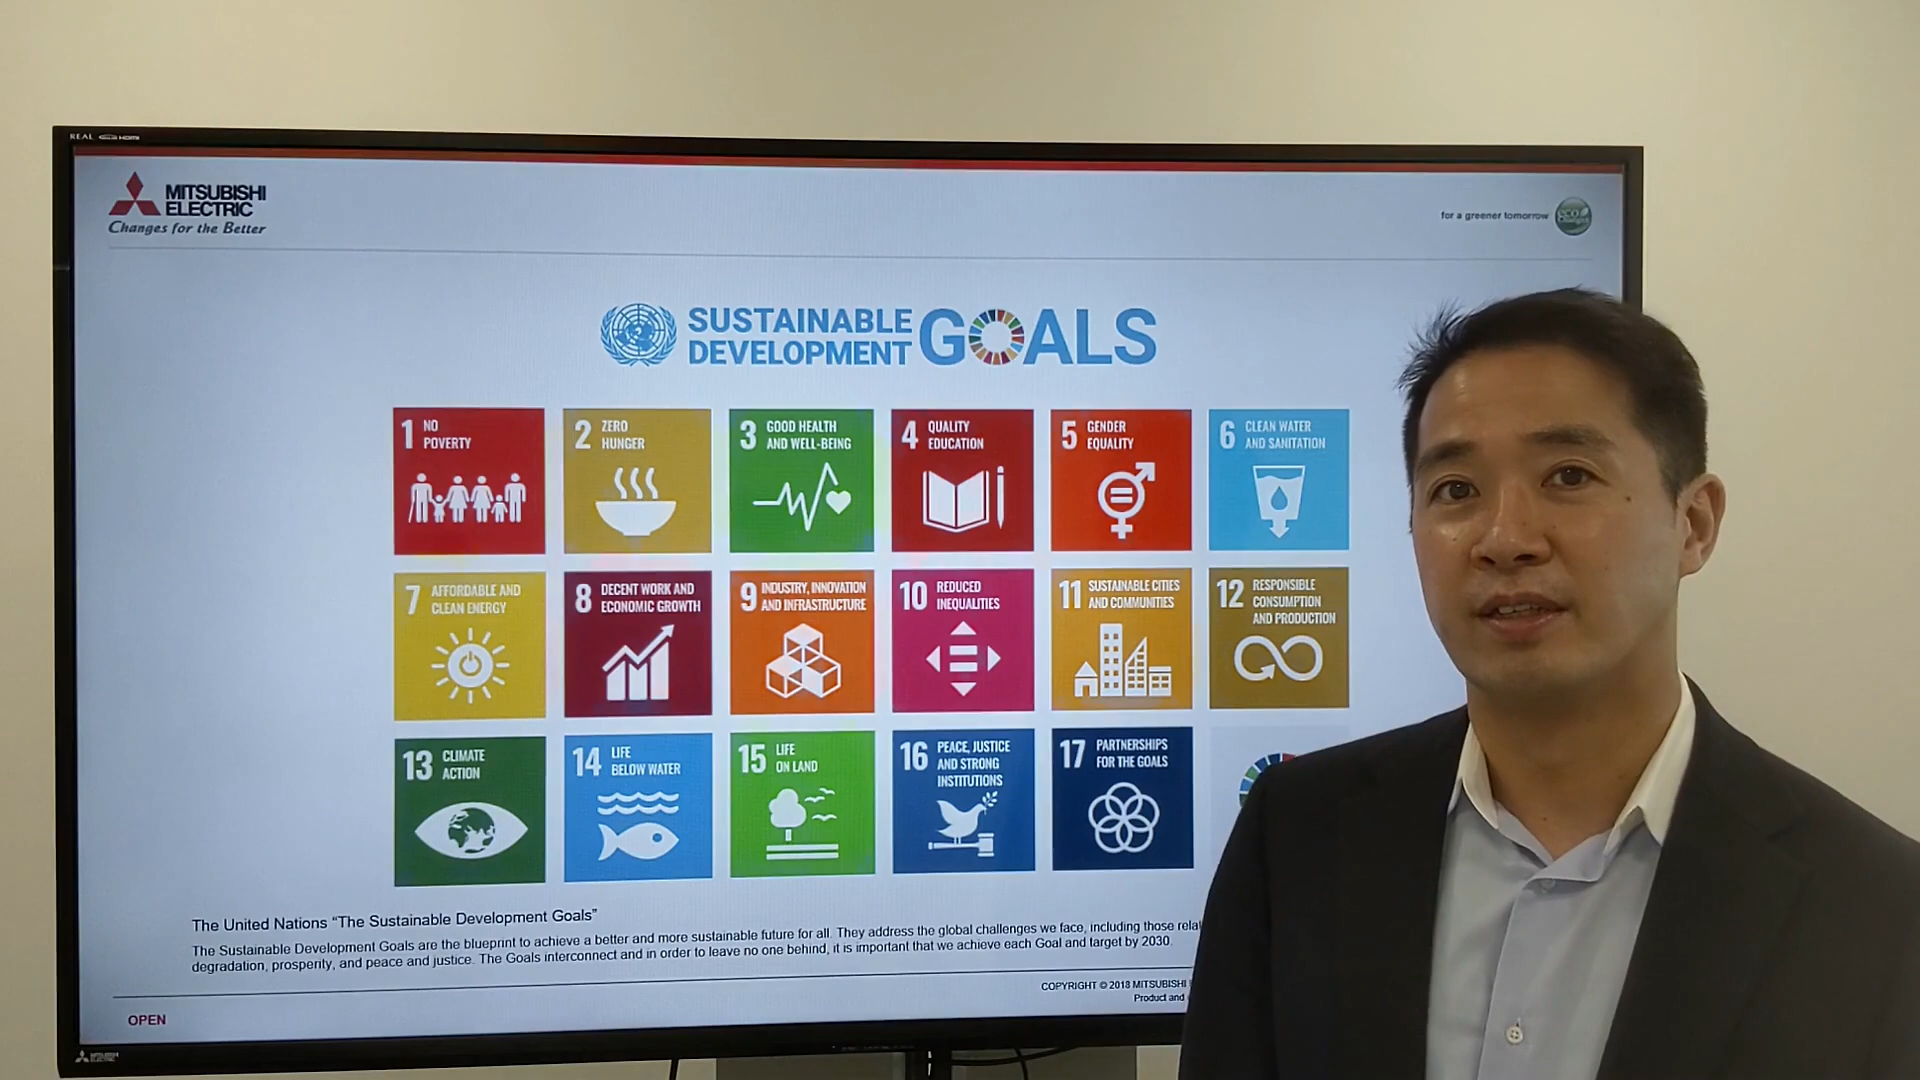 REAL HDMI
MITSUBISHI
ELECTRIC
Changes for the Better
for a greener tomorrow
eco
SUSTAINABLE
DEVELOPMENT
GOALS
1 NO
POVERTY
2 ZERO
HUNGER
3 GOOD HEALTH
AND WELL-BEING
4 QUALITY
EDUCATION
5 GENDER
EQUALITY
6 CLEAN WATER
AND SANITATION
7 AFFORDABLE AND
CLEAN ENERGY
8 DECENT WORK AND
ECONOMIC GROWTH
9 INDUSTRY, INNOVATION
AND INFRASTRUCTURE
10 REDUCED
INEQUALITIES
11 SUSTAINABLE CITIES
AND COMMUNITIES
12 RESPONSIBLE
CONSUMPTION
AND PRODUCTION
13 CLIMATE
ACTION
14 LIFE
BELOW WATER
15 LIFE
ON LAND
16 PEACE, JUSTICE
AND STRONG
INSTITUTIONS
17 PARTNERSHIPS
FOR THE GOALS
The United Nations “The Sustainable Development Goals”
The Sustainable Development Goals are the blueprint to achieve a better and more sustainable future for all. They address the global challenges we face, including those
degradation, prosperity, and peace and justice. The Goals interconnect and in order to leave no one behind, it is important that we achieve each Goal and target by 2030.
COPYRIGHT © 2018 MITSUBISHI
Product and
OPEN
MITSUBISHI
ELECTRIC